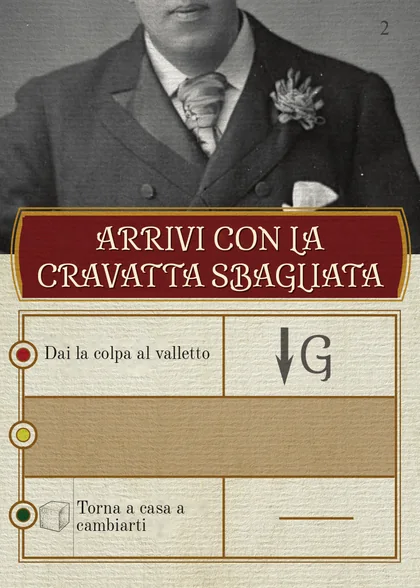 2
ARRIVI CON LA
CRAVATTA SBAGLIATA
Dai la colpa al valletto
G
Torna a casa a
cambiarti